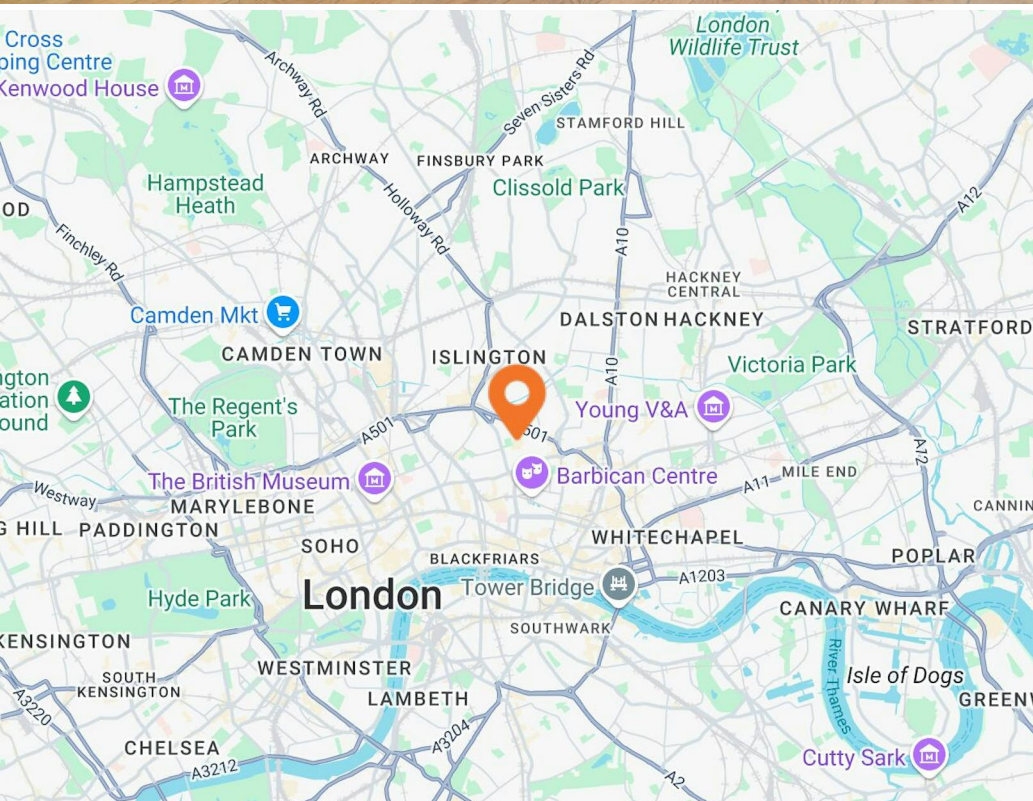 London
Wildlife Trust
Cross
ping Centre
Kenwood House
Archway Rd
Seven Sisters Rd
STAMFORD HILL
ARCHWAY
FINSBURY PARK
Hampstead
Heath
Clissold Park
Holloway Rd
A12
OD
Finchley Rd
A10
HACKNEY
CENTRAL
Camden Mkt
DALSTON
HACKNEY
STRATFORD
CAMDEN TOWN
ISLINGTON
Victoria Park
A10
ngton
ation
ound
The Regent's
Park
Young V&A
A501
501
A12
The British Museum
Barbican Centre
MILE END
A11
Westway
MARYLEBONE
CANNIN
G HILL
PADDINGTON
SOHO
WHITECHAPEL
BLACKFRIARS
POPLAR
Hyde Park
London
Tower Bridge
A1203
CANARY WHARF
SOUTHWARK
KENSINGTON
WESTMINSTER
River Thames
Isle of Dogs
SOUTH
KENSINGTON
LAMBETH
GREENW
A3220
A3204
CHELSEA
A3212
A2
Cutty Sark